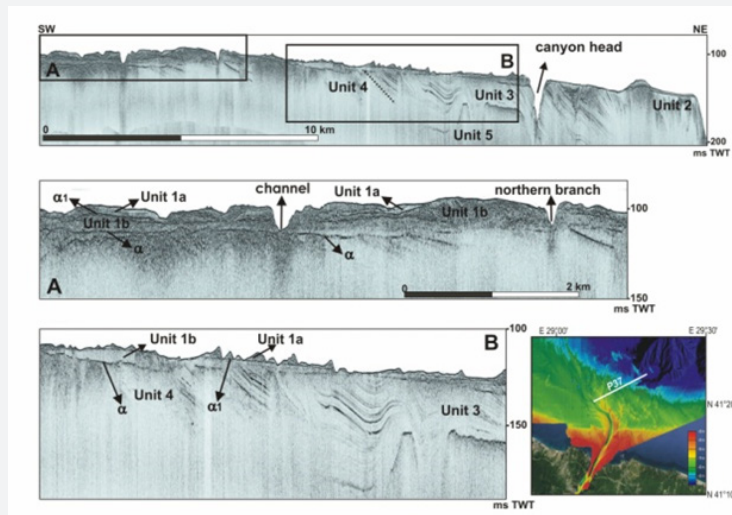 SW
NE
canyon head
-100
A
B
Unit 4
Unit 3
Unit 2
0
10 km
Unit 5
-200
ms TWT
α1
Unit 1a
channel
Unit 1a
northern branch
Unit 1b
Unit 1b
-100
α
α
A
0
2 km
-150
ms TWT
Unit 1b
Unit 1a
B
-100
E 29°00'
E 29°30'
Unit 4
α
α1
Unit 3
P37
-150
N 41°20'
N 41°10'
ms TWT